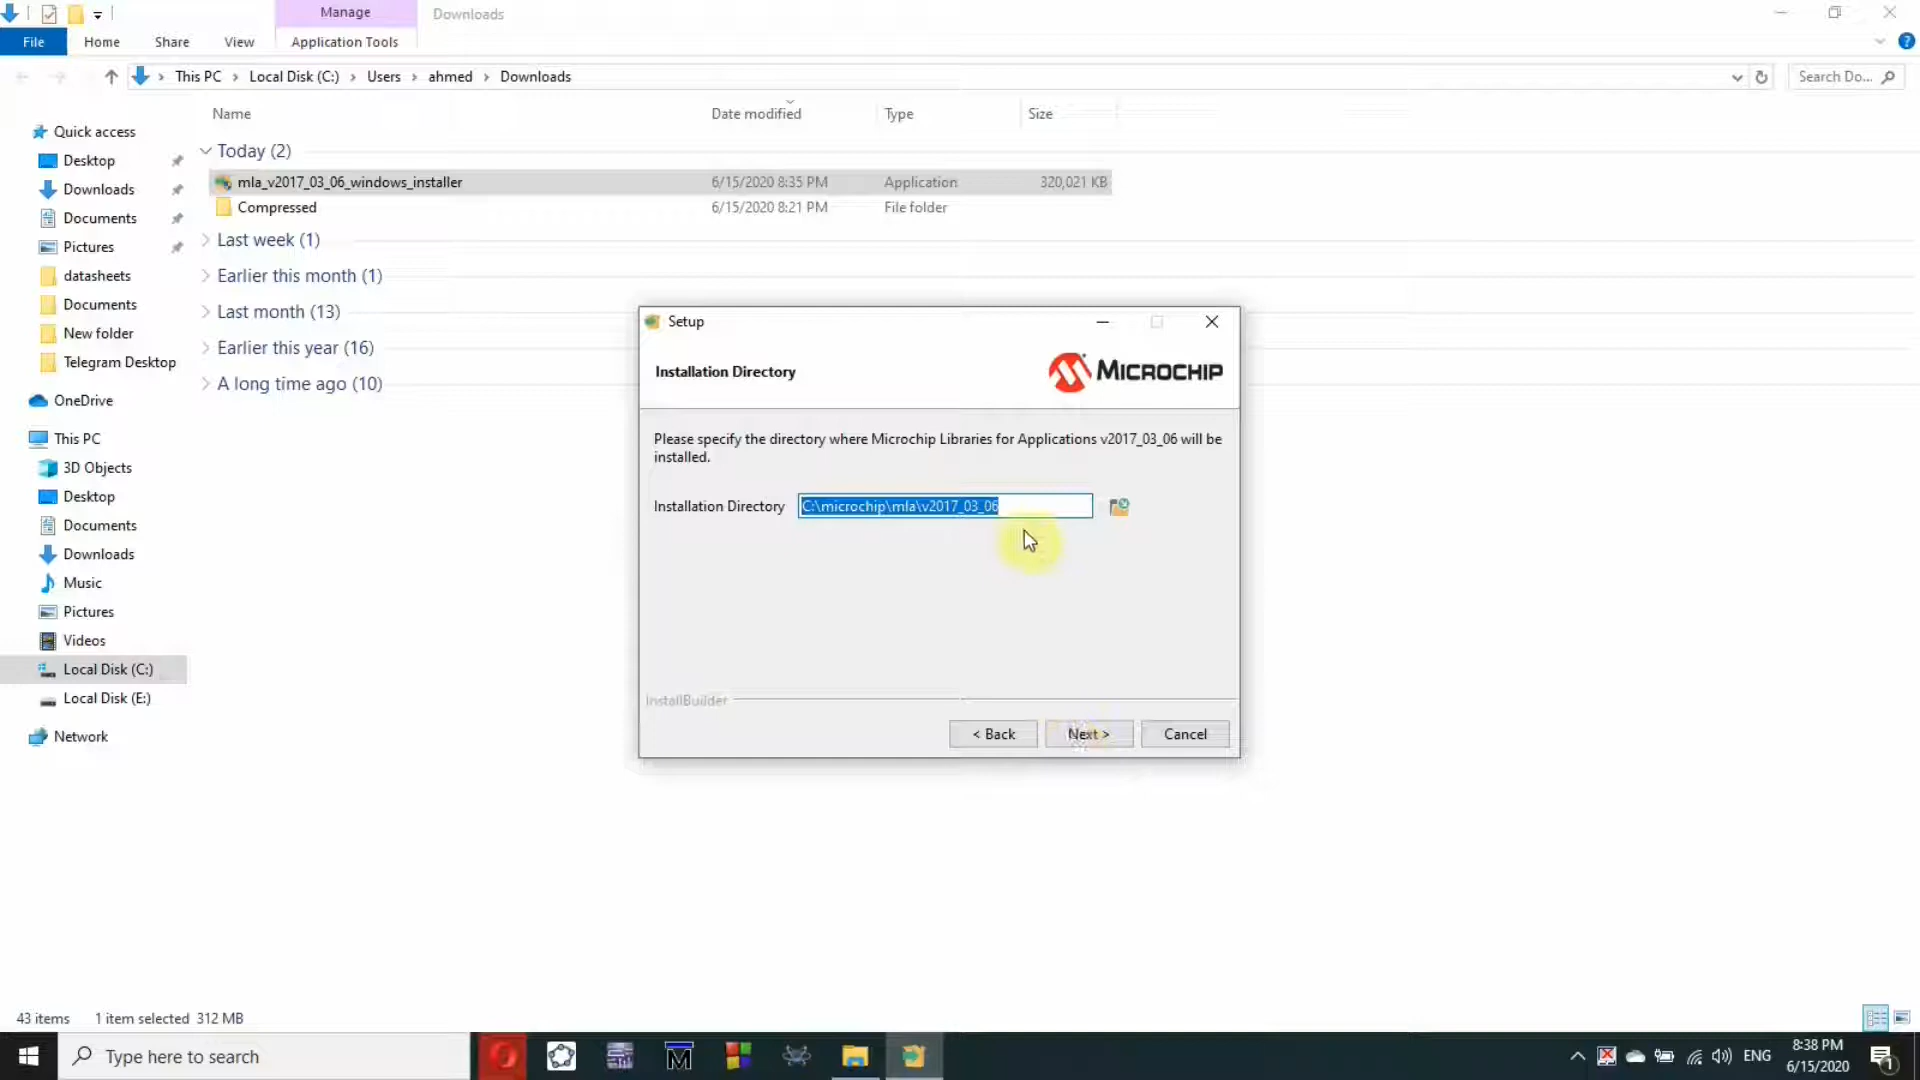 Manage
Downloads
File
Home
Share
View
Application Tools
This PC
Local Disk (C:)
Users
ahmed
Downloads
Search Do...
Name
Date modified
Type
Size
Quick access
Desktop
Downloads
Documents
Pictures
datasheets
Documents
New folder
Telegram Desktop
OneDrive
This PC
3D Objects
Desktop
Documents
Downloads
Music
Pictures
Videos
Local Disk (C:)
Local Disk (E:)
Network
Today (2)
mla_v2017_03_06_windows_installer 6/15/2020 8:35 PM Application 320,021 KB
Compressed 6/15/2020 8:21 PM File folder
Last week (1)
Earlier this month (1)
Last month (13)
Earlier this year (16)
A long time ago (10)
Setup
Installation Directory
MICROCHIP
Please specify the directory where Microchip Libraries for Applications v2017_03_06 will be
installed.
Installation Directory C:\microchip\mla\v2017_03_06
InstallBuilder
< Back
Next >
Cancel
43 items 1 item selected 312 MB
Type here to search
ENG
8:38 PM
6/15/2020
1